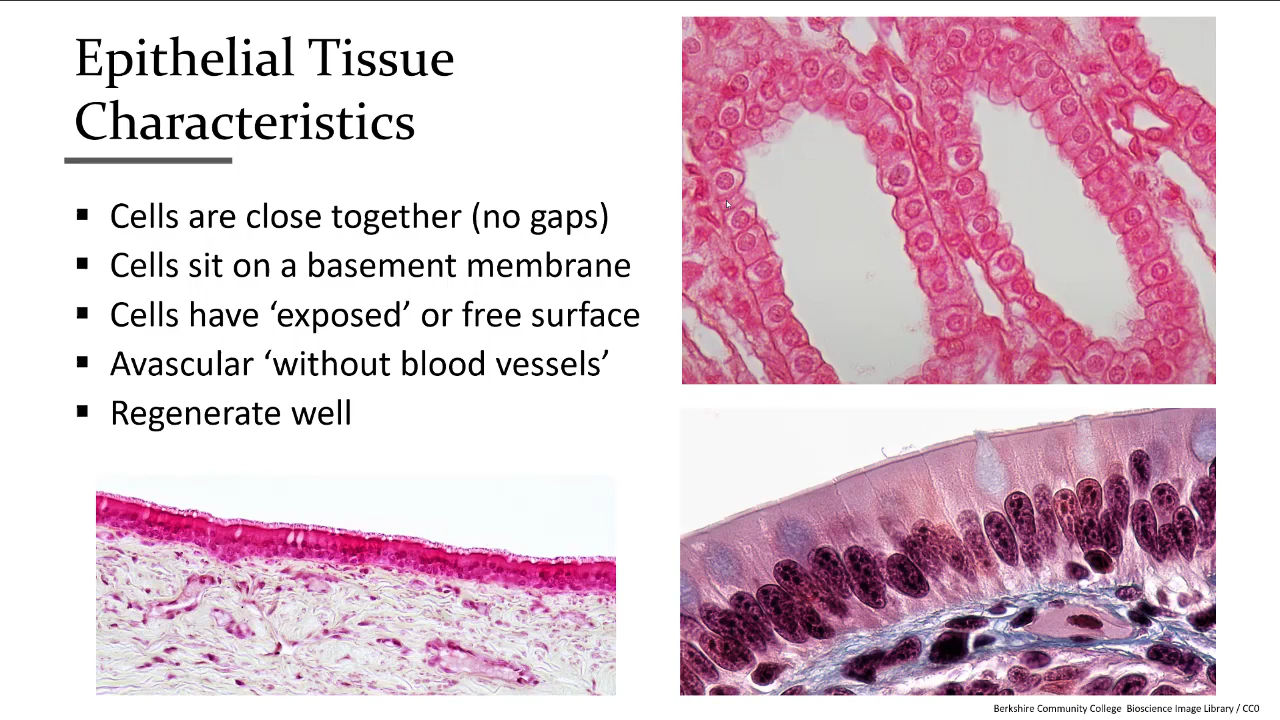 Epithelial Tissue
Characteristics
▪ Cells are close together (no gaps)
▪ Cells sit on a basement membrane
▪ Cells have ‘exposed’ or free surface
▪ Avascular ‘without blood vessels’
▪ Regenerate well
Berkshire Community College Bioscience Image Library / CC0